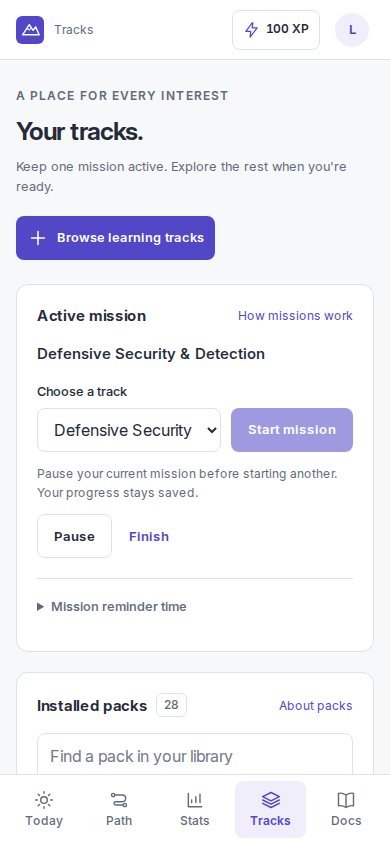 Tracks
100 XP
L
A PLACE FOR EVERY INTEREST
Your tracks.
Keep one mission active. Explore the rest when you're
ready.
Browse learning tracks
Active mission
How missions work
Defensive Security & Detection
Choose a track
Defensive Security
Start mission
Pause your current mission before starting another.
Your progress stays saved.
Pause
Finish
Mission reminder time
Installed packs
28
About packs
Find a pack in your library
Today
Path
Stats
Tracks
Docs